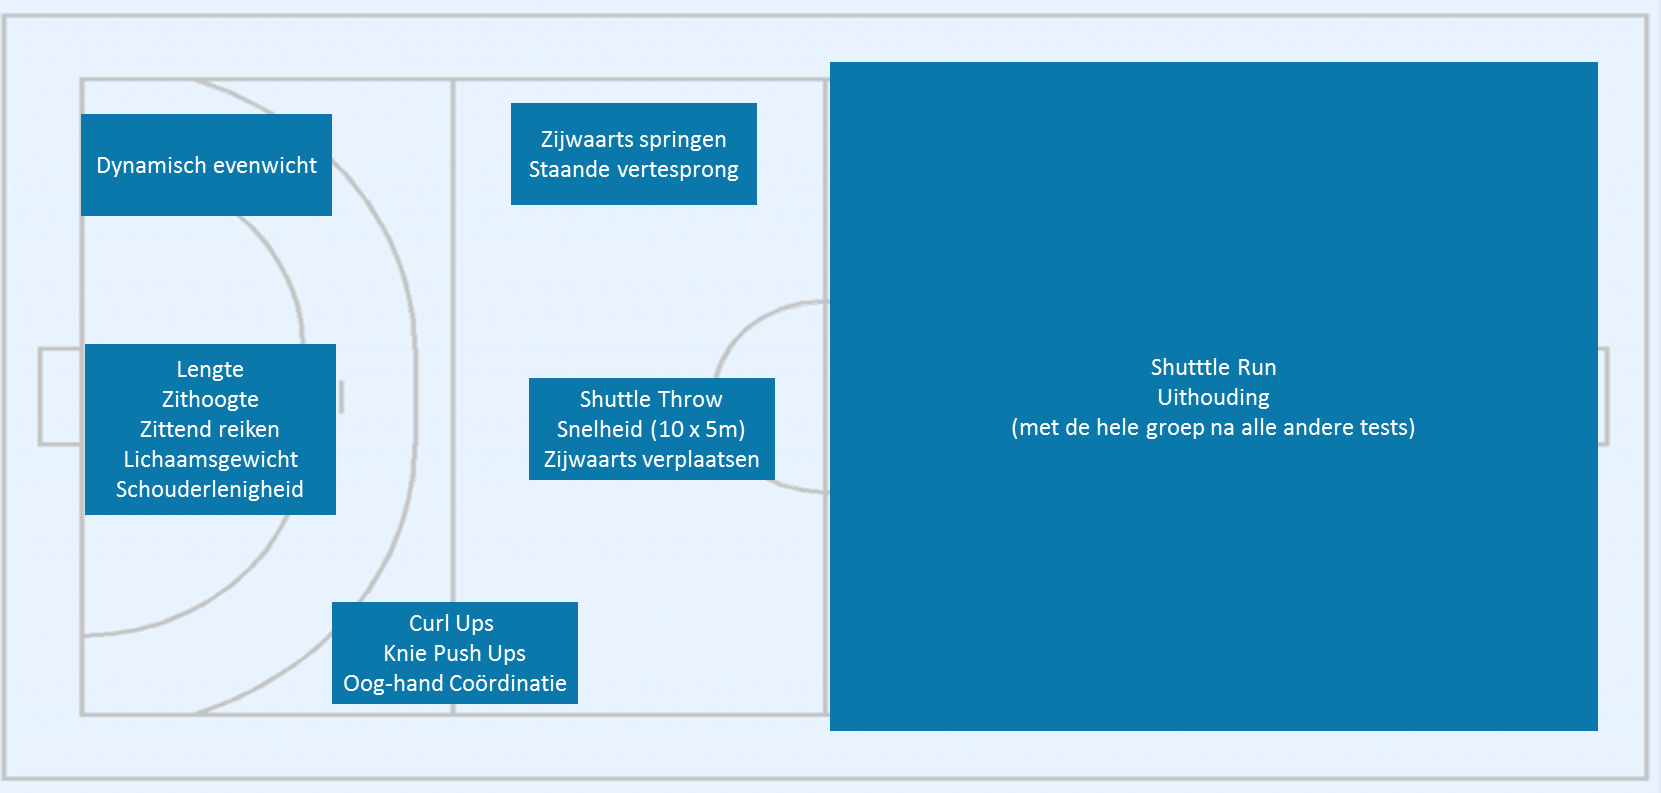 Dynamisch evenwicht
Zijwaarts springen
Staande vertesprong
Lengte
Zithoogte
Zittend reiken
Lichaamsgewicht
Schouderlenigheid
Shuttle Throw
Snelheid (10 x 5m)
Zijwaarts verplaatsen
Curl Ups
Knie Push Ups
Oog-hand Coördinatie
Shutttle Run
Uithouding
(met de hele groep na alle andere tests)